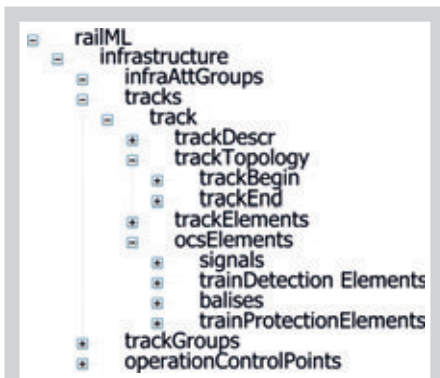 railML
infrastructure
infraAttGroups
tracks
track
trackDescr
trackTopology
trackBegin
trackEnd
trackElements
ocsElements
signals
trainDetection Elements
balises
trainProtectionElements
trackGroups
operationControlPoints